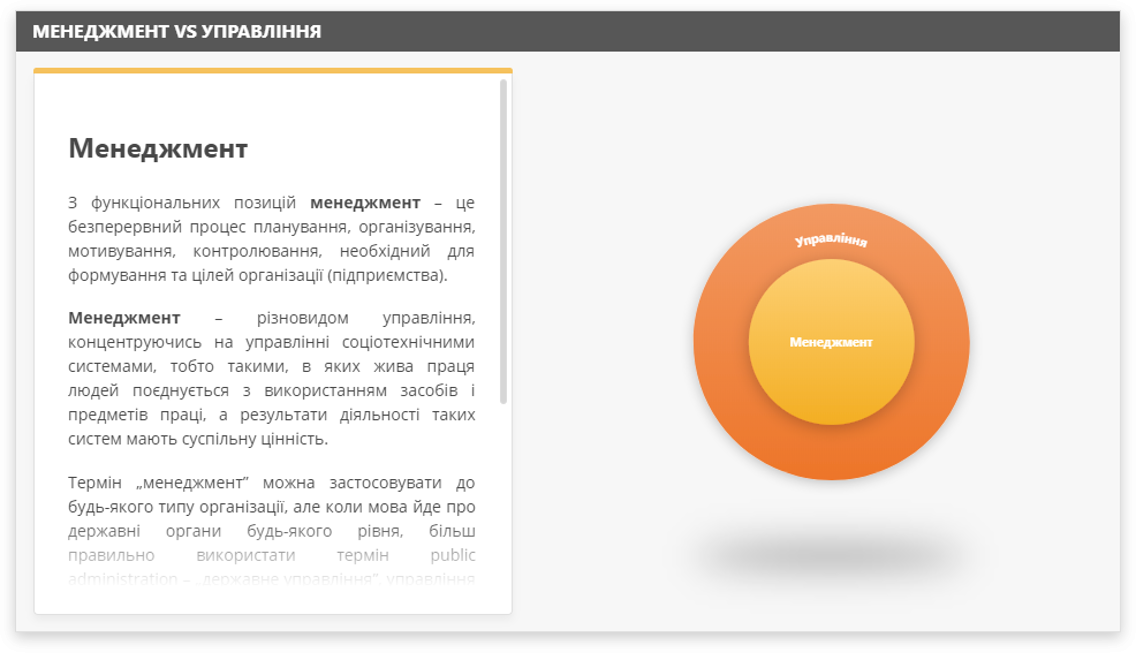 МЕНЕДЖМЕНТ VS УПРАВЛІННЯ
Менеджмент
З функціональних позицій менеджмент – це
безперервний процес планування, організування,
мотивування, контролювання, необхідний для
формування та цілей організації (підприємства).
Менеджмент – різновидом управління,
концентруючись на управлінні соціотехнічними
системами, тобто такими, в яких жива праця
людей поєднується з використанням засобів і
предметів праці, а результати діяльності таких
систем мають суспільну цінність.
Термін „менеджмент” можна застосовувати до
будь-якого типу організації, але коли мова йде про
державні органи будь-якого рівня, більш
правильно використати термін public
administration – „державне управління”, управління
Управління
Менеджмент